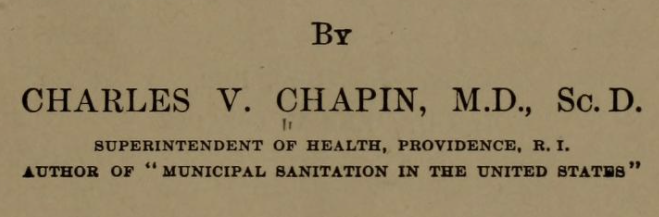 By
CHARLES V. CHAPIN, M.D., Sc.D.
SUPERINTENDENT OF HEALTH, PROVIDENCE, R. I.
AUTHOR OF "MUNICIPAL SANITATION IN THE UNITED STATES"